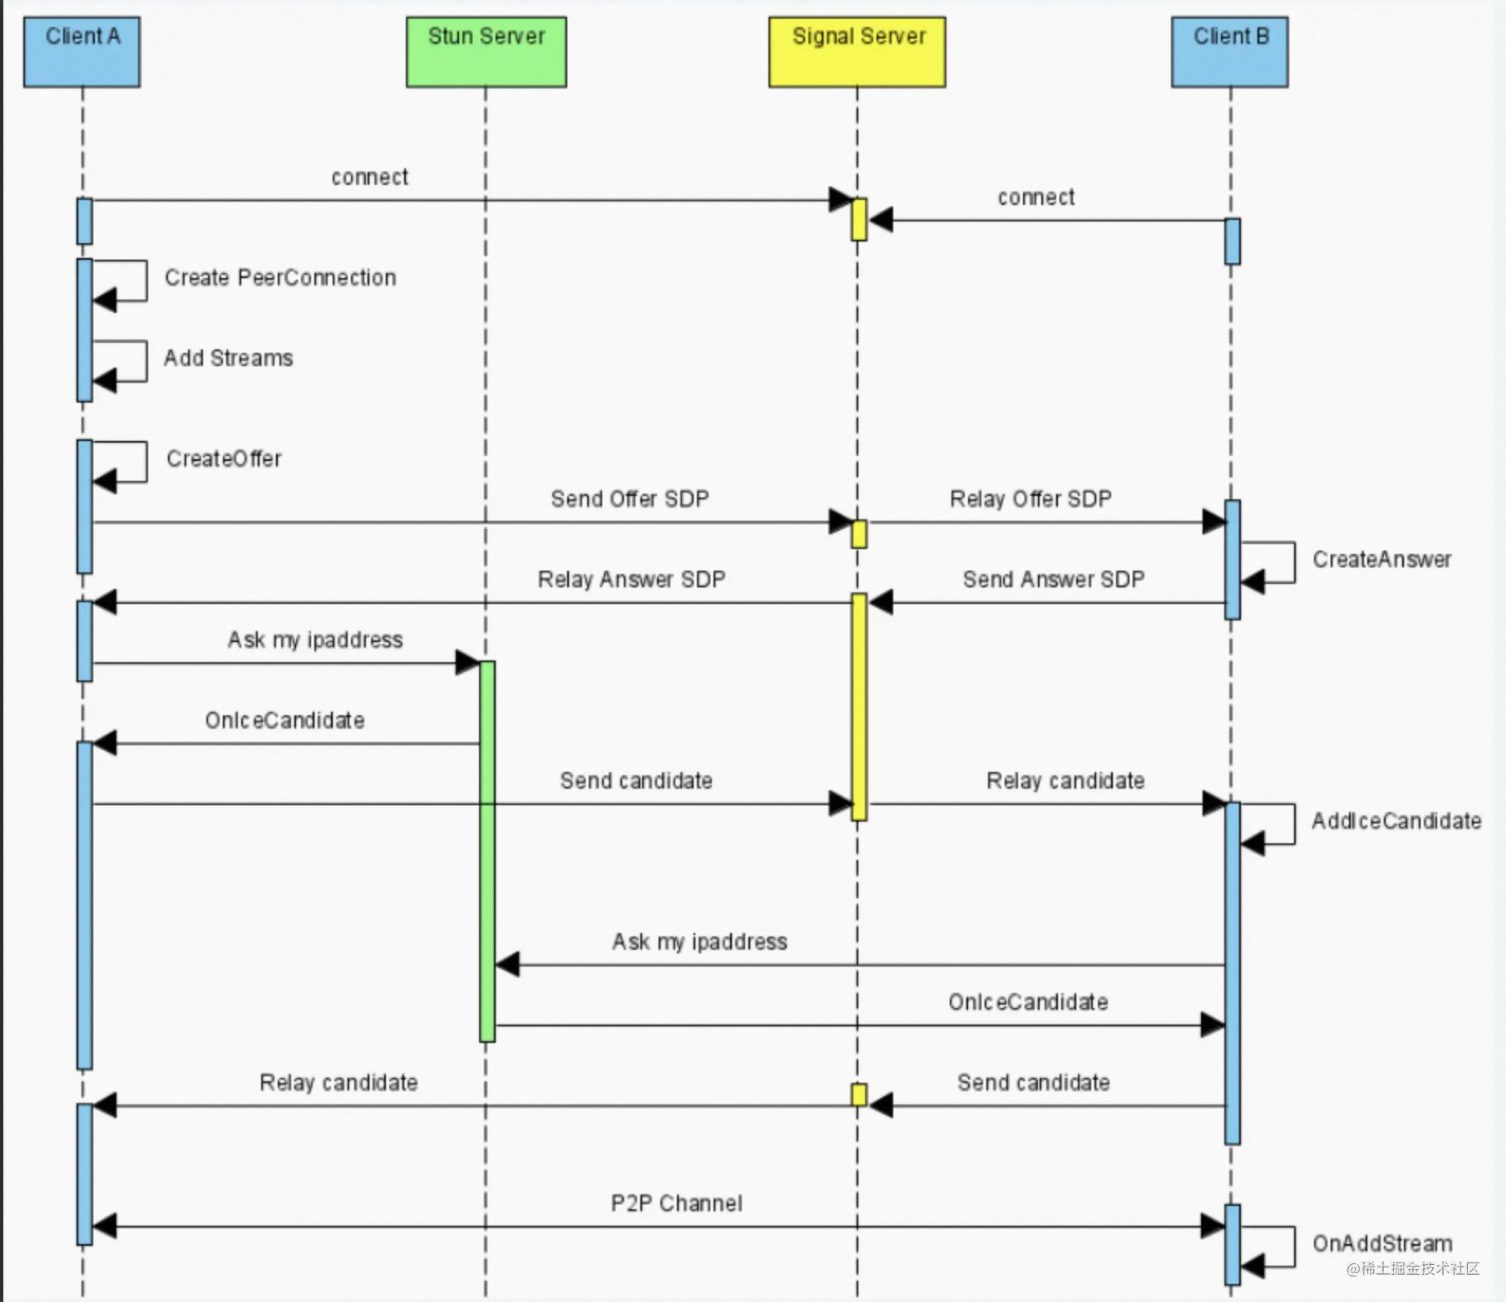 Client A
Stun Server
Signal Server
Client B
connect
connect
Create PeerConnection
Add Streams
CreateOffer
Send Offer SDP
Relay Offer SDP
CreateAnswer
Relay Answer SDP
Send Answer SDP
Ask my ipaddress
OnIceCandidate
Send candidate
Relay candidate
AddIceCandidate
Ask my ipaddress
OnIceCandidate
Relay candidate
Send candidate
P2P Channel
OnAddStream
@稀土掘金技术社区